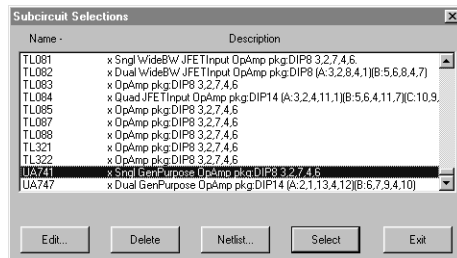 Subcircuit Selections
Name - Description
TL081 x Sngl WideBW JFETInput OpAmp pkg:DIP8 3,2,7,4,6.
TL082 x Dual WideBW JFETInput OpAmp pkg:DIP8 (A:3,2,8,4,1)(B:5,6,8,4,7)
TL083 x OpAmp pkg:DIP8 3,2,7,4,6
TL084 x Quad JFETInput OpAmp pkg:DIP14 (A:3,2,4,11,1)(B:5,6,4,11,7)(C:10,9,
TL085 x OpAmp pkg:DIP8 3,2,7,4,6
TL087 x OpAmp pkg:DIP8 3,2,7,4,6
TL088 x OpAmp pkg:DIP8 3,2,7,4,6
TL321 x OpAmp pkg:DIP8 3,2,7,4,6
TL322 x OpAmp pkg:DIP8 3,2,7,4,6
UA741 x Sngl GenPurpose OpAmp pkg:DIP8 3,2,7,4,6
UA747 x Dual GenPurpose OpAmp pkg:DIP14 (A:2,1,13,4,12)(B:6,7,9,4,10)
Edit... Delete Netlist... Select Exit